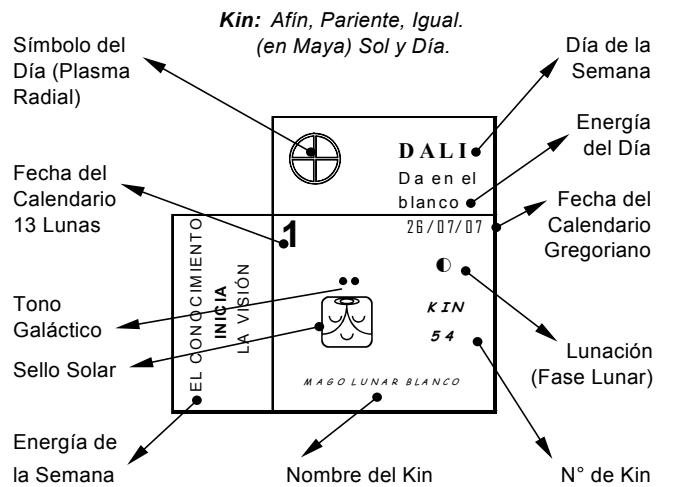 Kin: Afín, Pariente, Igual.
(en Maya) Sol y Día.
Símbolo del
Día (Plasma
Radial)
Día de la
Semana
DALI
Da en el
blanco
Energía
del Día
Fecha del
Calendario
13 Lunas
Fecha del
Calendario
Gregoriano
1
26/07/07
EL CONOCIMIENTO
INICIA
LA VISIÓN
KIN
54
Tono
Galáctico
Sello Solar
Lunación
(Fase Lunar)
MAGO LUNAR BLANCO
Energía de
la Semana
Nombre del Kin
N° de Kin